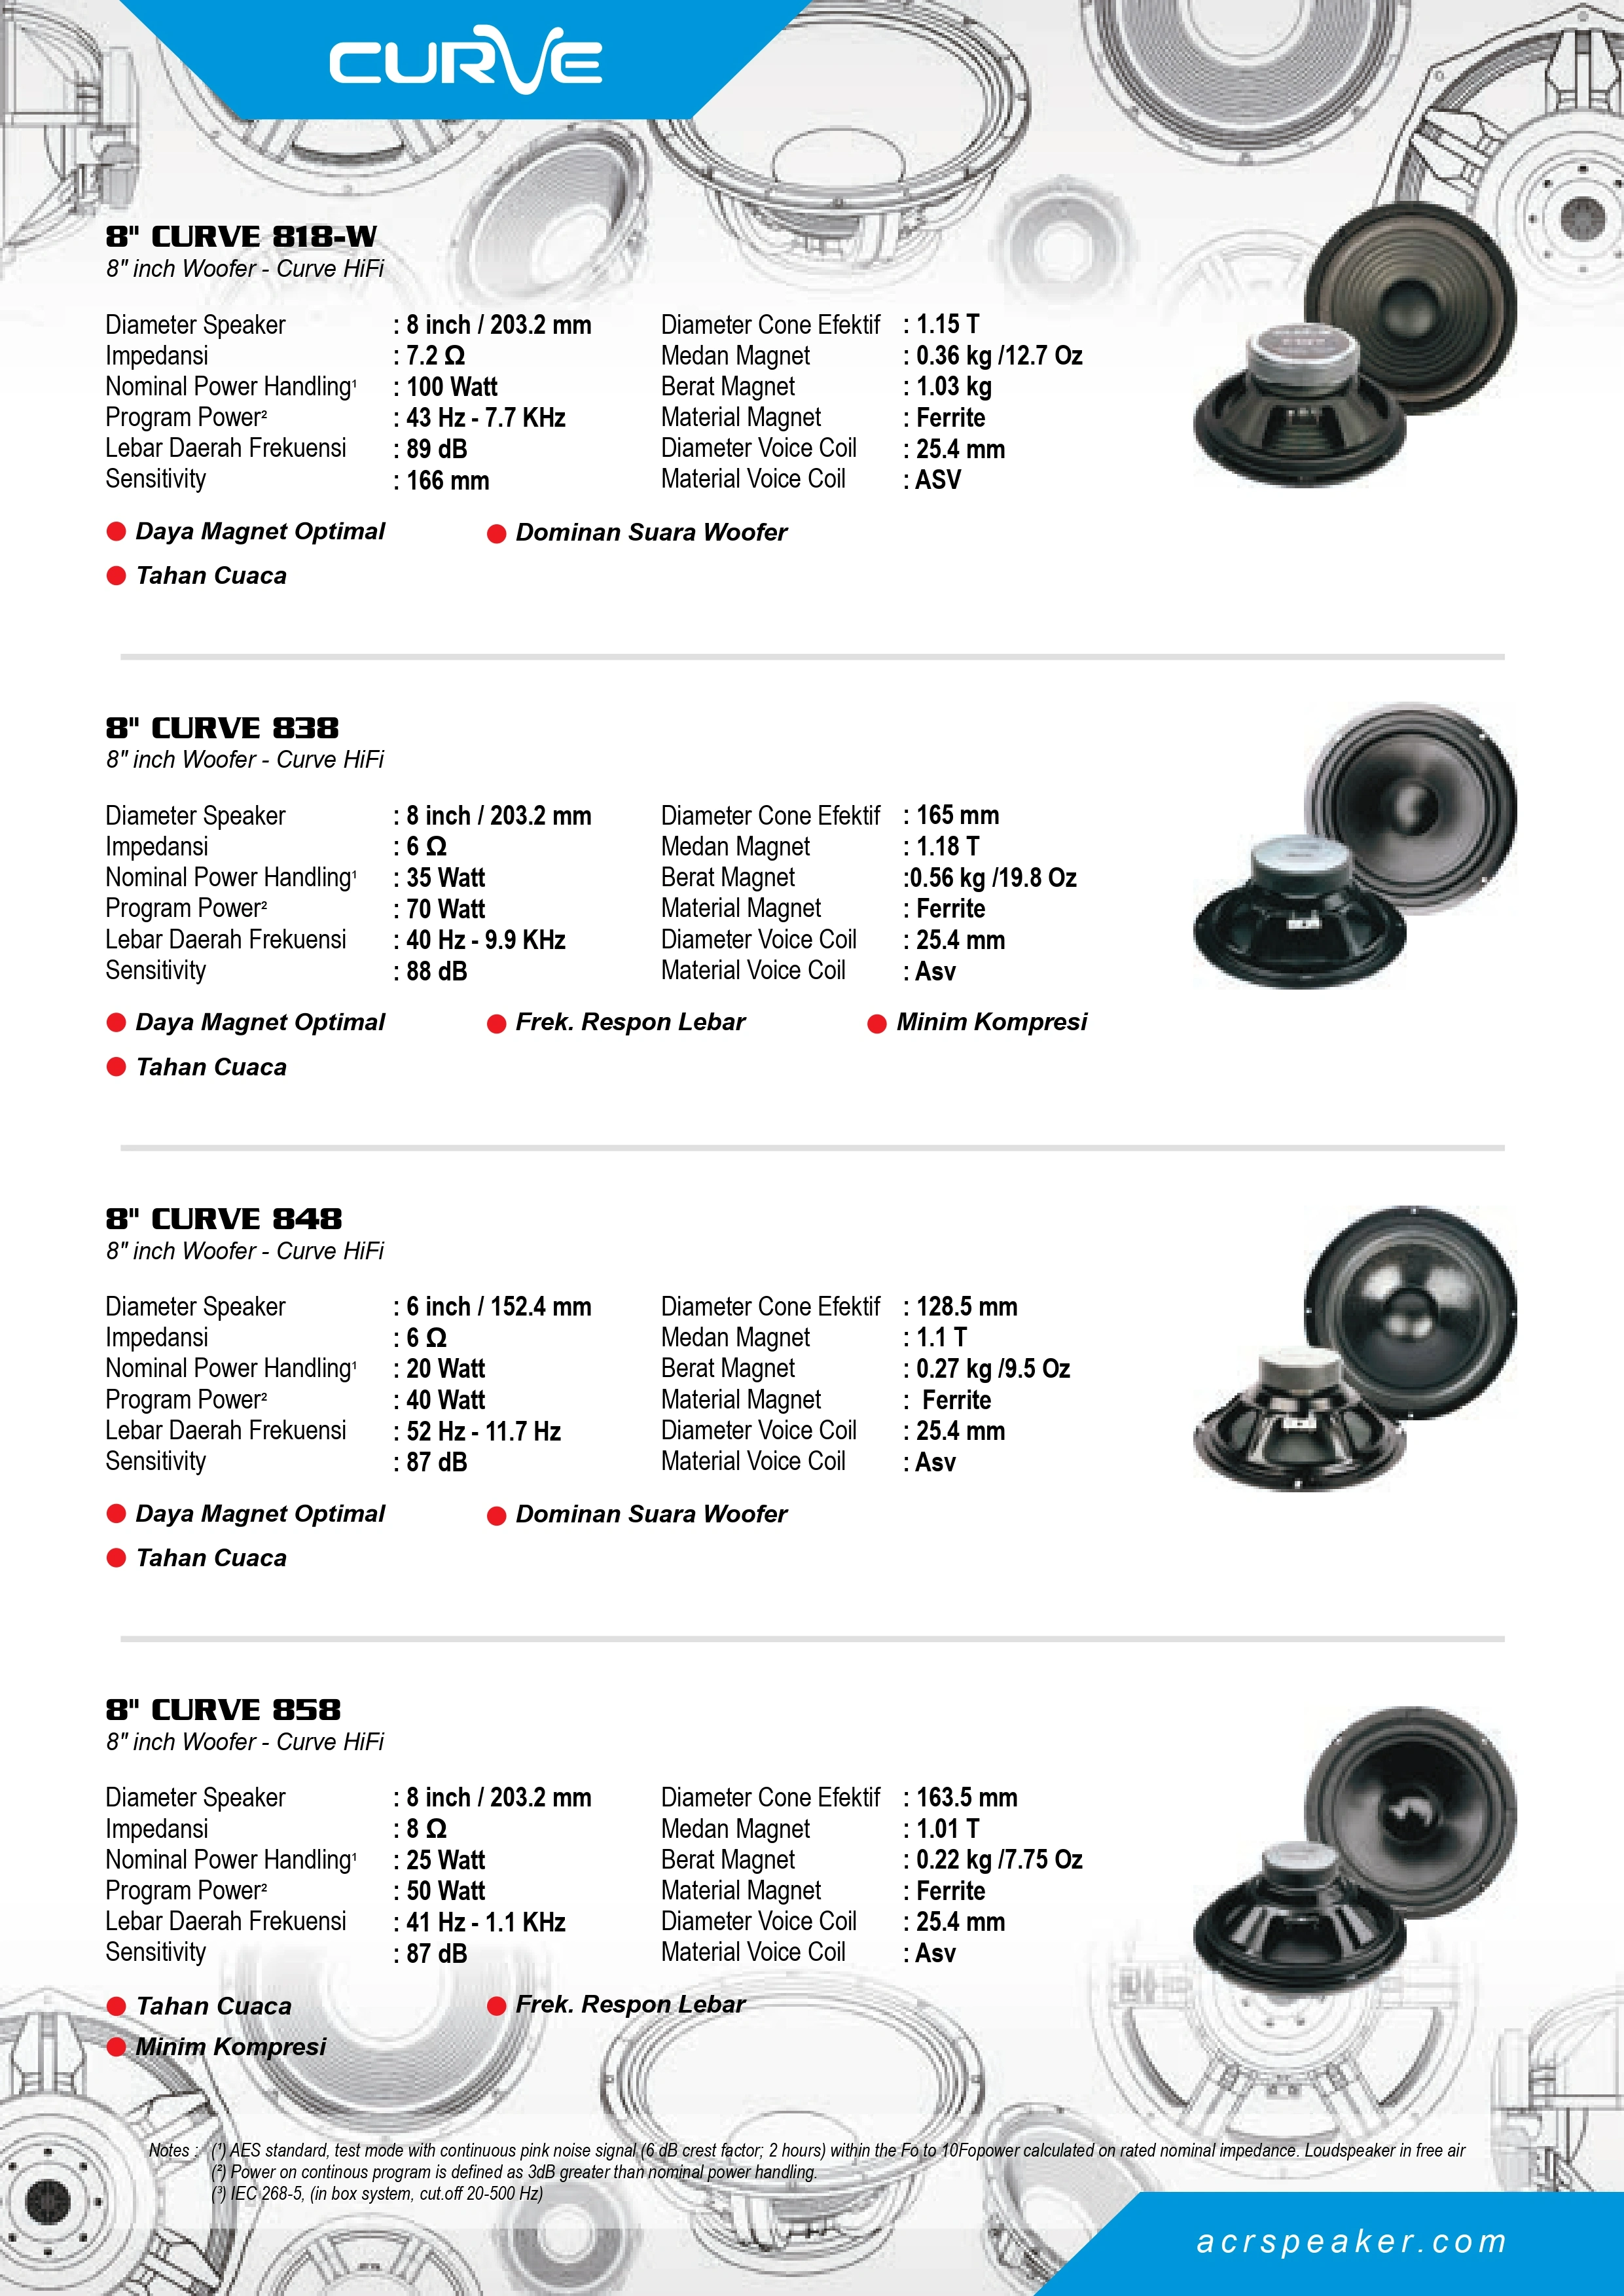 CURVE
8" CURVE 818-W
8" inch Woofer - Curve HiFi
Diameter Speaker : 8 inch / 203.2 mm Diameter Cone Efektif : 1.15 T
Impedansi : 7.2 Ω Medan Magnet : 0.36 kg /12.7 Oz
Nominal Power Handling¹ : 100 Watt Berat Magnet : 1.03 kg
Program Power² : 43 Hz - 7.7 KHz Material Magnet : Ferrite
Lebar Daerah Frekuensi : 89 dB Diameter Voice Coil : 25.4 mm
Sensitivity : 166 mm Material Voice Coil : ASV
Daya Magnet Optimal Dominan Suara Woofer
Tahan Cuaca
8" CURVE 838
8" inch Woofer - Curve HiFi
Diameter Speaker : 8 inch / 203.2 mm Diameter Cone Efektif : 165 mm
Impedansi : 6 Ω Medan Magnet : 1.18 T
Nominal Power Handling¹ : 35 Watt Berat Magnet :0.56 kg /19.8 Oz
Program Power² : 70 Watt Material Magnet : Ferrite
Lebar Daerah Frekuensi : 40 Hz - 9.9 KHz Diameter Voice Coil : 25.4 mm
Sensitivity : 88 dB Material Voice Coil : Asv
Daya Magnet Optimal Frek. Respon Lebar Minim Kompresi
Tahan Cuaca
8" CURVE 848
8" inch Woofer - Curve HiFi
Diameter Speaker : 6 inch / 152.4 mm Diameter Cone Efektif : 128.5 mm
Impedansi : 6 Ω Medan Magnet : 1.1 T
Nominal Power Handling¹ : 20 Watt Berat Magnet : 0.27 kg /9.5 Oz
Program Power² : 40 Watt Material Magnet : Ferrite
Lebar Daerah Frekuensi : 52 Hz - 11.7 Hz Diameter Voice Coil : 25.4 mm
Sensitivity : 87 dB Material Voice Coil : Asv
Daya Magnet Optimal Dominan Suara Woofer
Tahan Cuaca
8" CURVE 858
8" inch Woofer - Curve HiFi
Diameter Speaker : 8 inch / 203.2 mm Diameter Cone Efektif : 163.5 mm
Impedansi : 8 Ω Medan Magnet : 1.01 T
Nominal Power Handling¹ : 25 Watt Berat Magnet : 0.22 kg /7.75 Oz
Program Power² : 50 Watt Material Magnet : Ferrite
Lebar Daerah Frekuensi : 41 Hz - 1.1 KHz Diameter Voice Coil : 25.4 mm
Sensitivity : 87 dB Material Voice Coil : Asv
Tahan Cuaca Frek. Respon Lebar
Minim Kompresi
Notes : (¹) AES standard, test mode with continuous pink noise signal (6 dB crest factor; 2 hours) within the Fo to 10Fopower calculated on rated nominal impedance. Loudspeaker in free air
(²) Power on continous program is defined as 3dB greater than nominal power handling.
(³) IEC 268-5, (in box system, cut.off 20-500 Hz)
acrspeaker.com